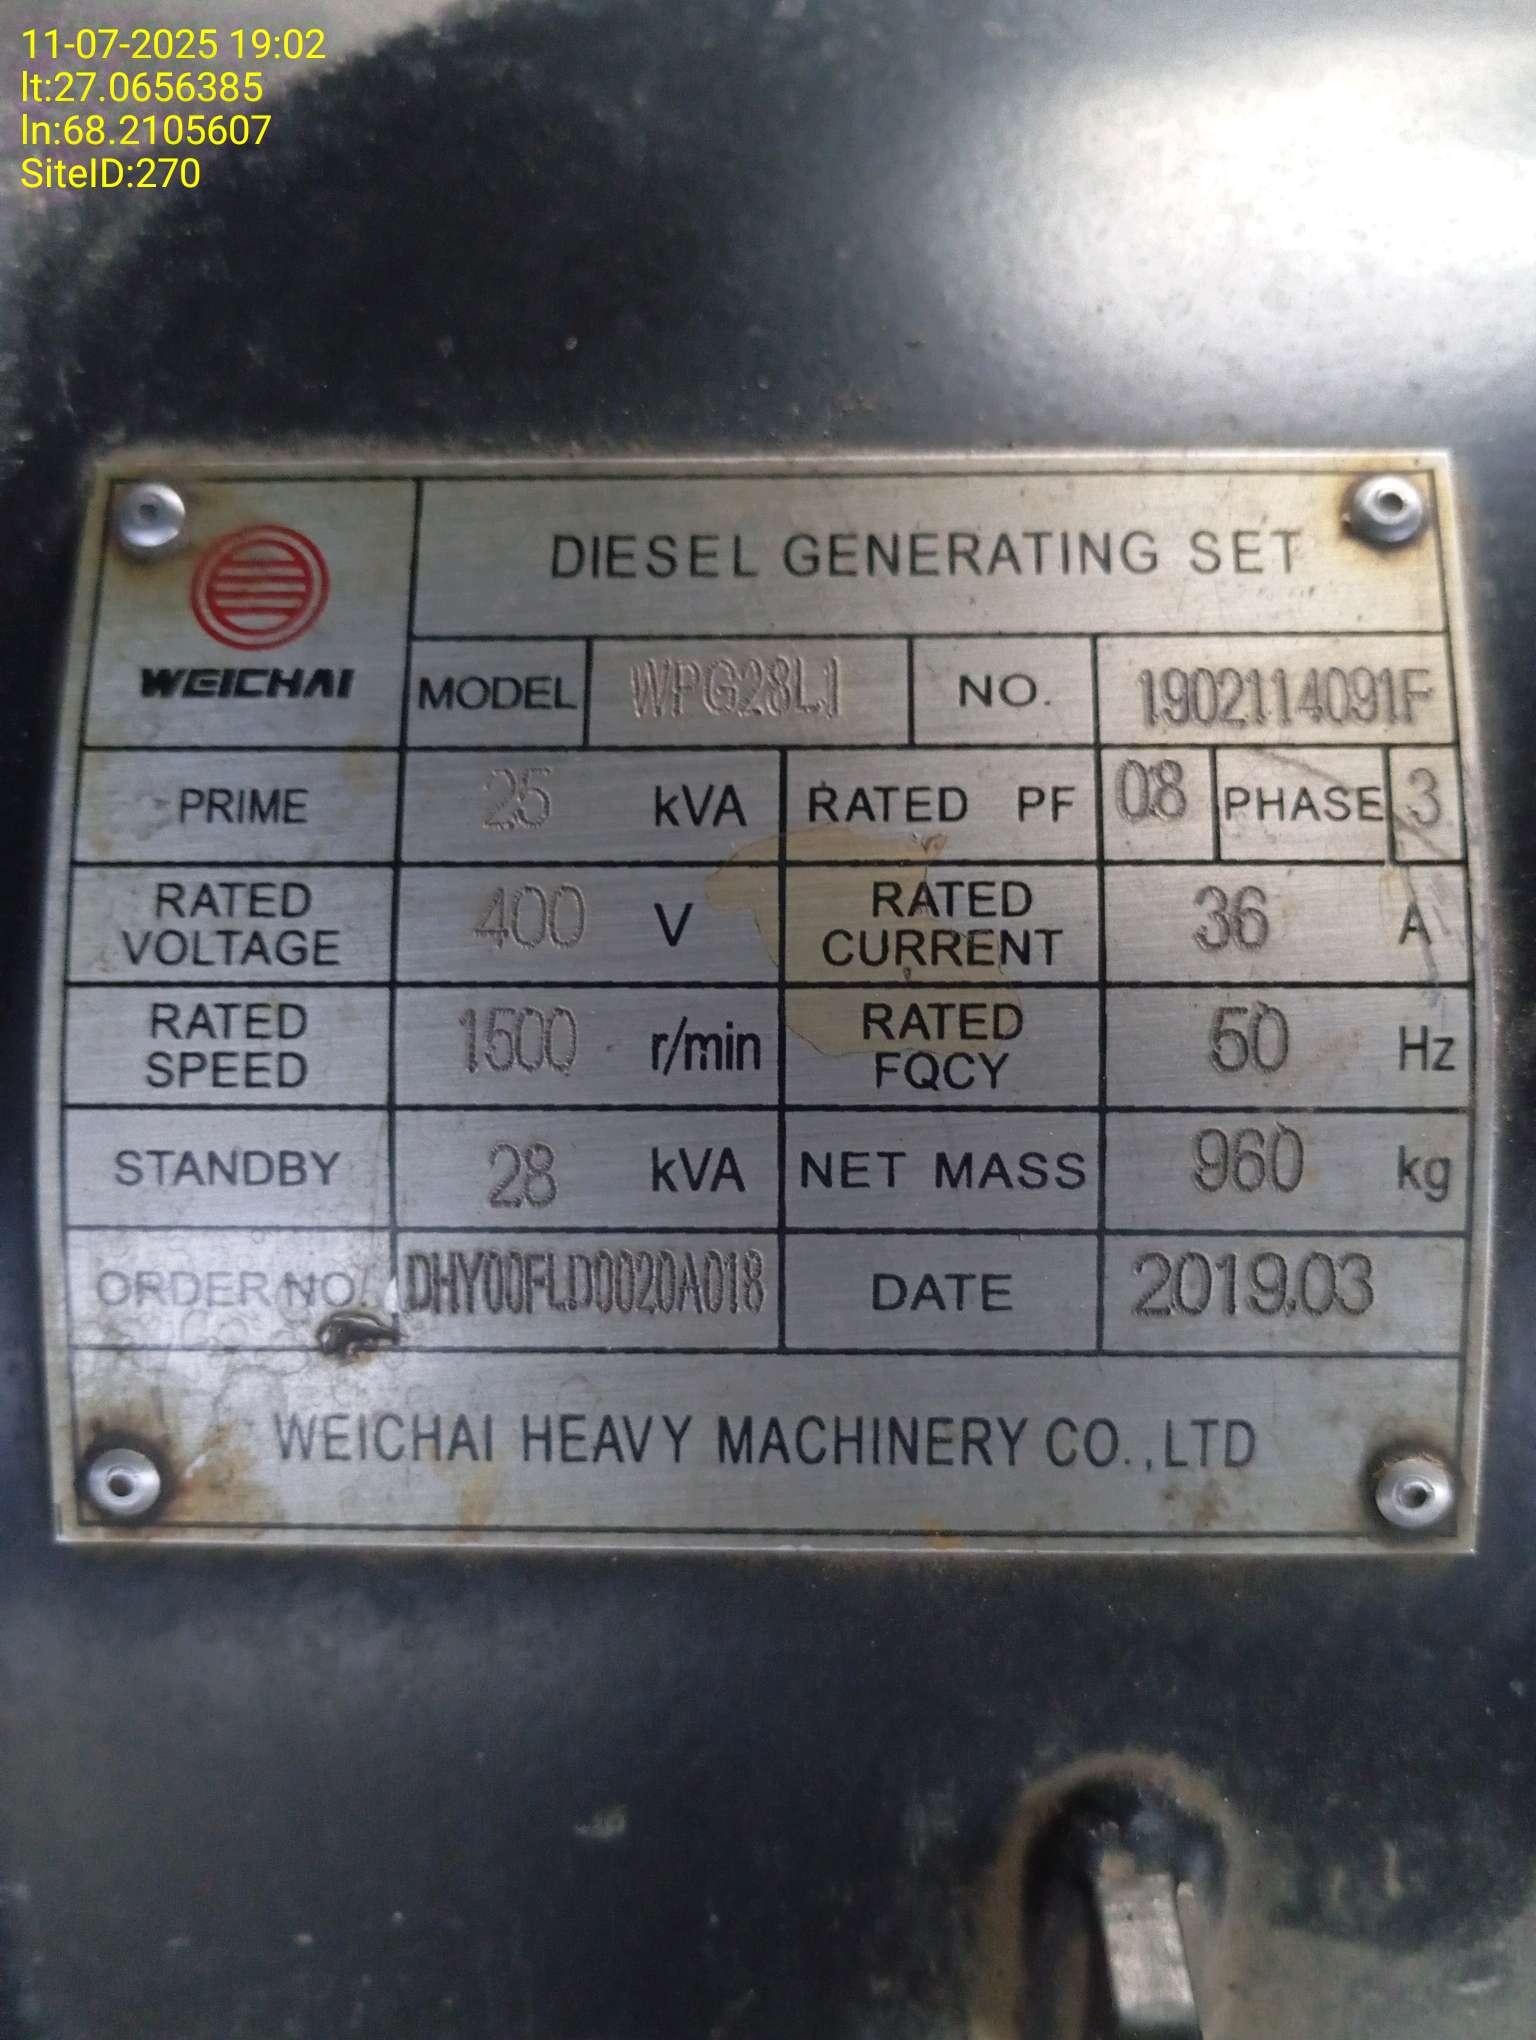 11-07-2025 19:02
lt:27.0656385
ln:68.2105607
SiteID:270
WEICHAI
DIESEL GENERATING SET
MODEL WPG28L1 NO. 1902114091F
PRIME 25 kVA RATED PF 0.8 PHASE 3
RATED VOLTAGE 400 V RATED CURRENT 36 A
RATED SPEED 1500 r/min RATED FQCY 50 Hz
STANDBY 28 kVA NET MASS 960 kg
ORDER NO. DHY00FLD0020A018 DATE 2019.03
WEICHAI HEAVY MACHINERY CO.,LTD